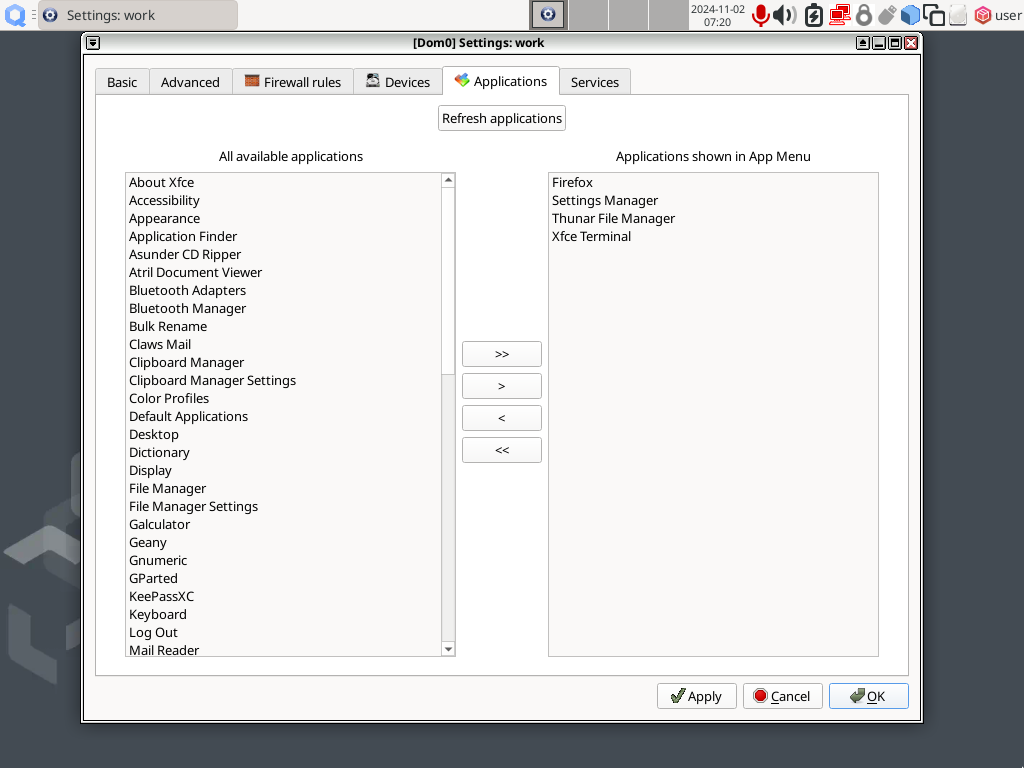 Settings: work
2024-11-02
07:20
user
[Dom0] Settings: work
Basic
Advanced
Firewall rules
Devices
Applications
Services
Refresh applications
All available applications
About Xfce
Accessibility
Appearance
Application Finder
Asunder CD Ripper
Atril Document Viewer
Bluetooth Adapters
Bluetooth Manager
Bulk Rename
Claws Mail
Clipboard Manager
Clipboard Manager Settings
Color Profiles
Default Applications
Desktop
Dictionary
Display
File Manager
File Manager Settings
Galculator
Geany
Gnumeric
GParted
KeePassXC
Keyboard
Log Out
Mail Reader
>>
>
<
<<
Applications shown in App Menu
Firefox
Settings Manager
Thunar File Manager
Xfce Terminal
Apply
Cancel
OK